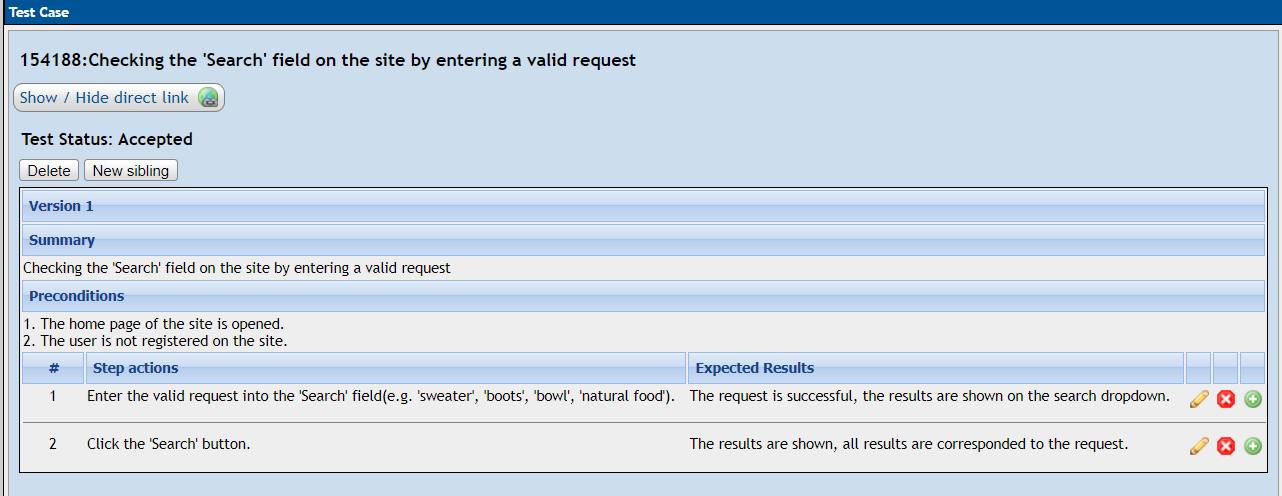 Test Case
154188:Checking the 'Search' field on the site by entering a valid request
Show / Hide direct link
Test Status: Accepted
Delete New sibling
Version 1
Summary
Checking the 'Search' field on the site by entering a valid request
Preconditions
1. The home page of the site is opened.
2. The user is not registered on the site.
# Step actions Expected Results
1 Enter the valid request into the 'Search' field(e.g. 'sweater', 'boots', 'bowl', 'natural food'). The request is successful, the results are shown on the search dropdown.
2 Click the 'Search' button. The results are shown, all results are corresponded to the request.